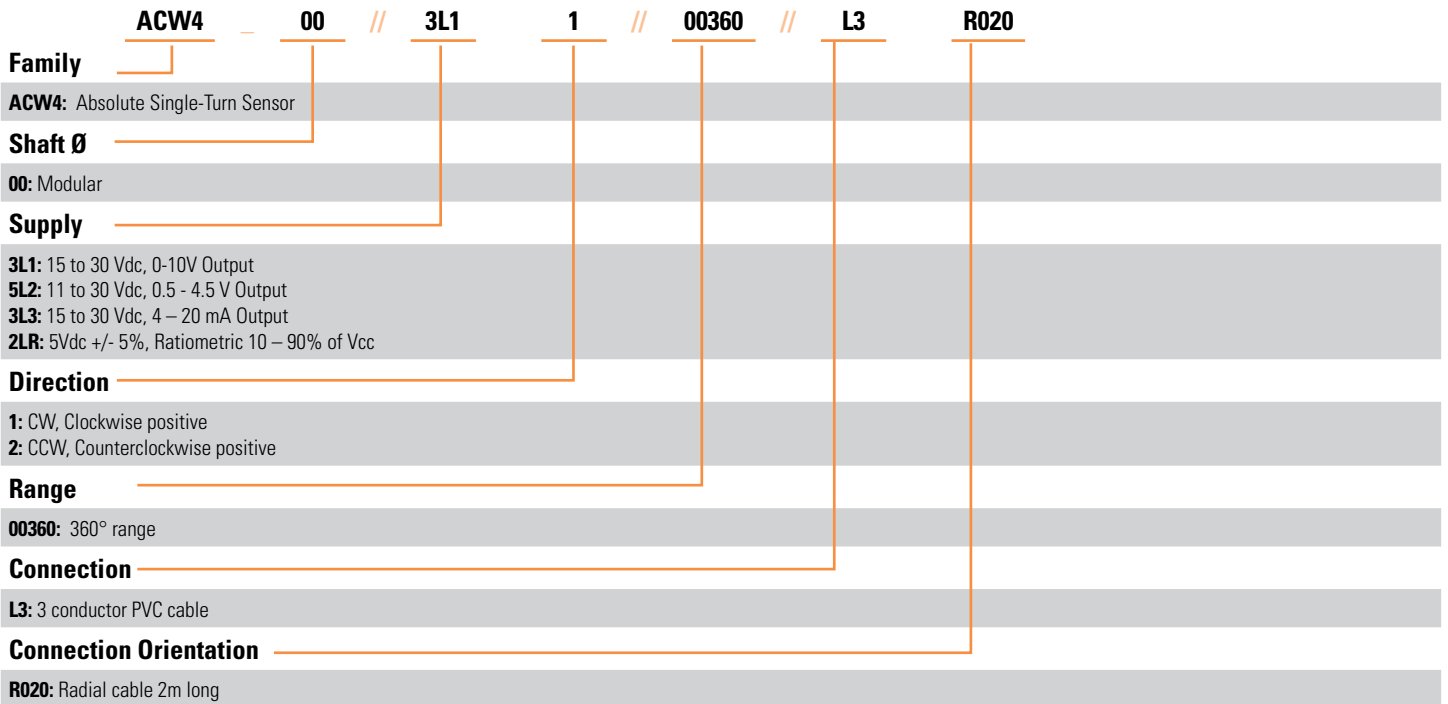 ACW4 _ 00 // 3L1 1 // 00360 // L3 R020
Family
ACW4: Absolute Single-Turn Sensor
Shaft Ø
00: Modular
Supply
3L1: 15 to 30 Vdc, 0-10V Output
5L2: 11 to 30 Vdc, 0.5 - 4.5 V Output
3L3: 15 to 30 Vdc, 4 – 20 mA Output
2LR: 5Vdc +/- 5%, Ratiometric 10 – 90% of Vcc
Direction
1: CW, Clockwise positive
2: CCW, Counterclockwise positive
Range
00360: 360° range
Connection
L3: 3 conductor PVC cable
Connection Orientation
R020: Radial cable 2m long